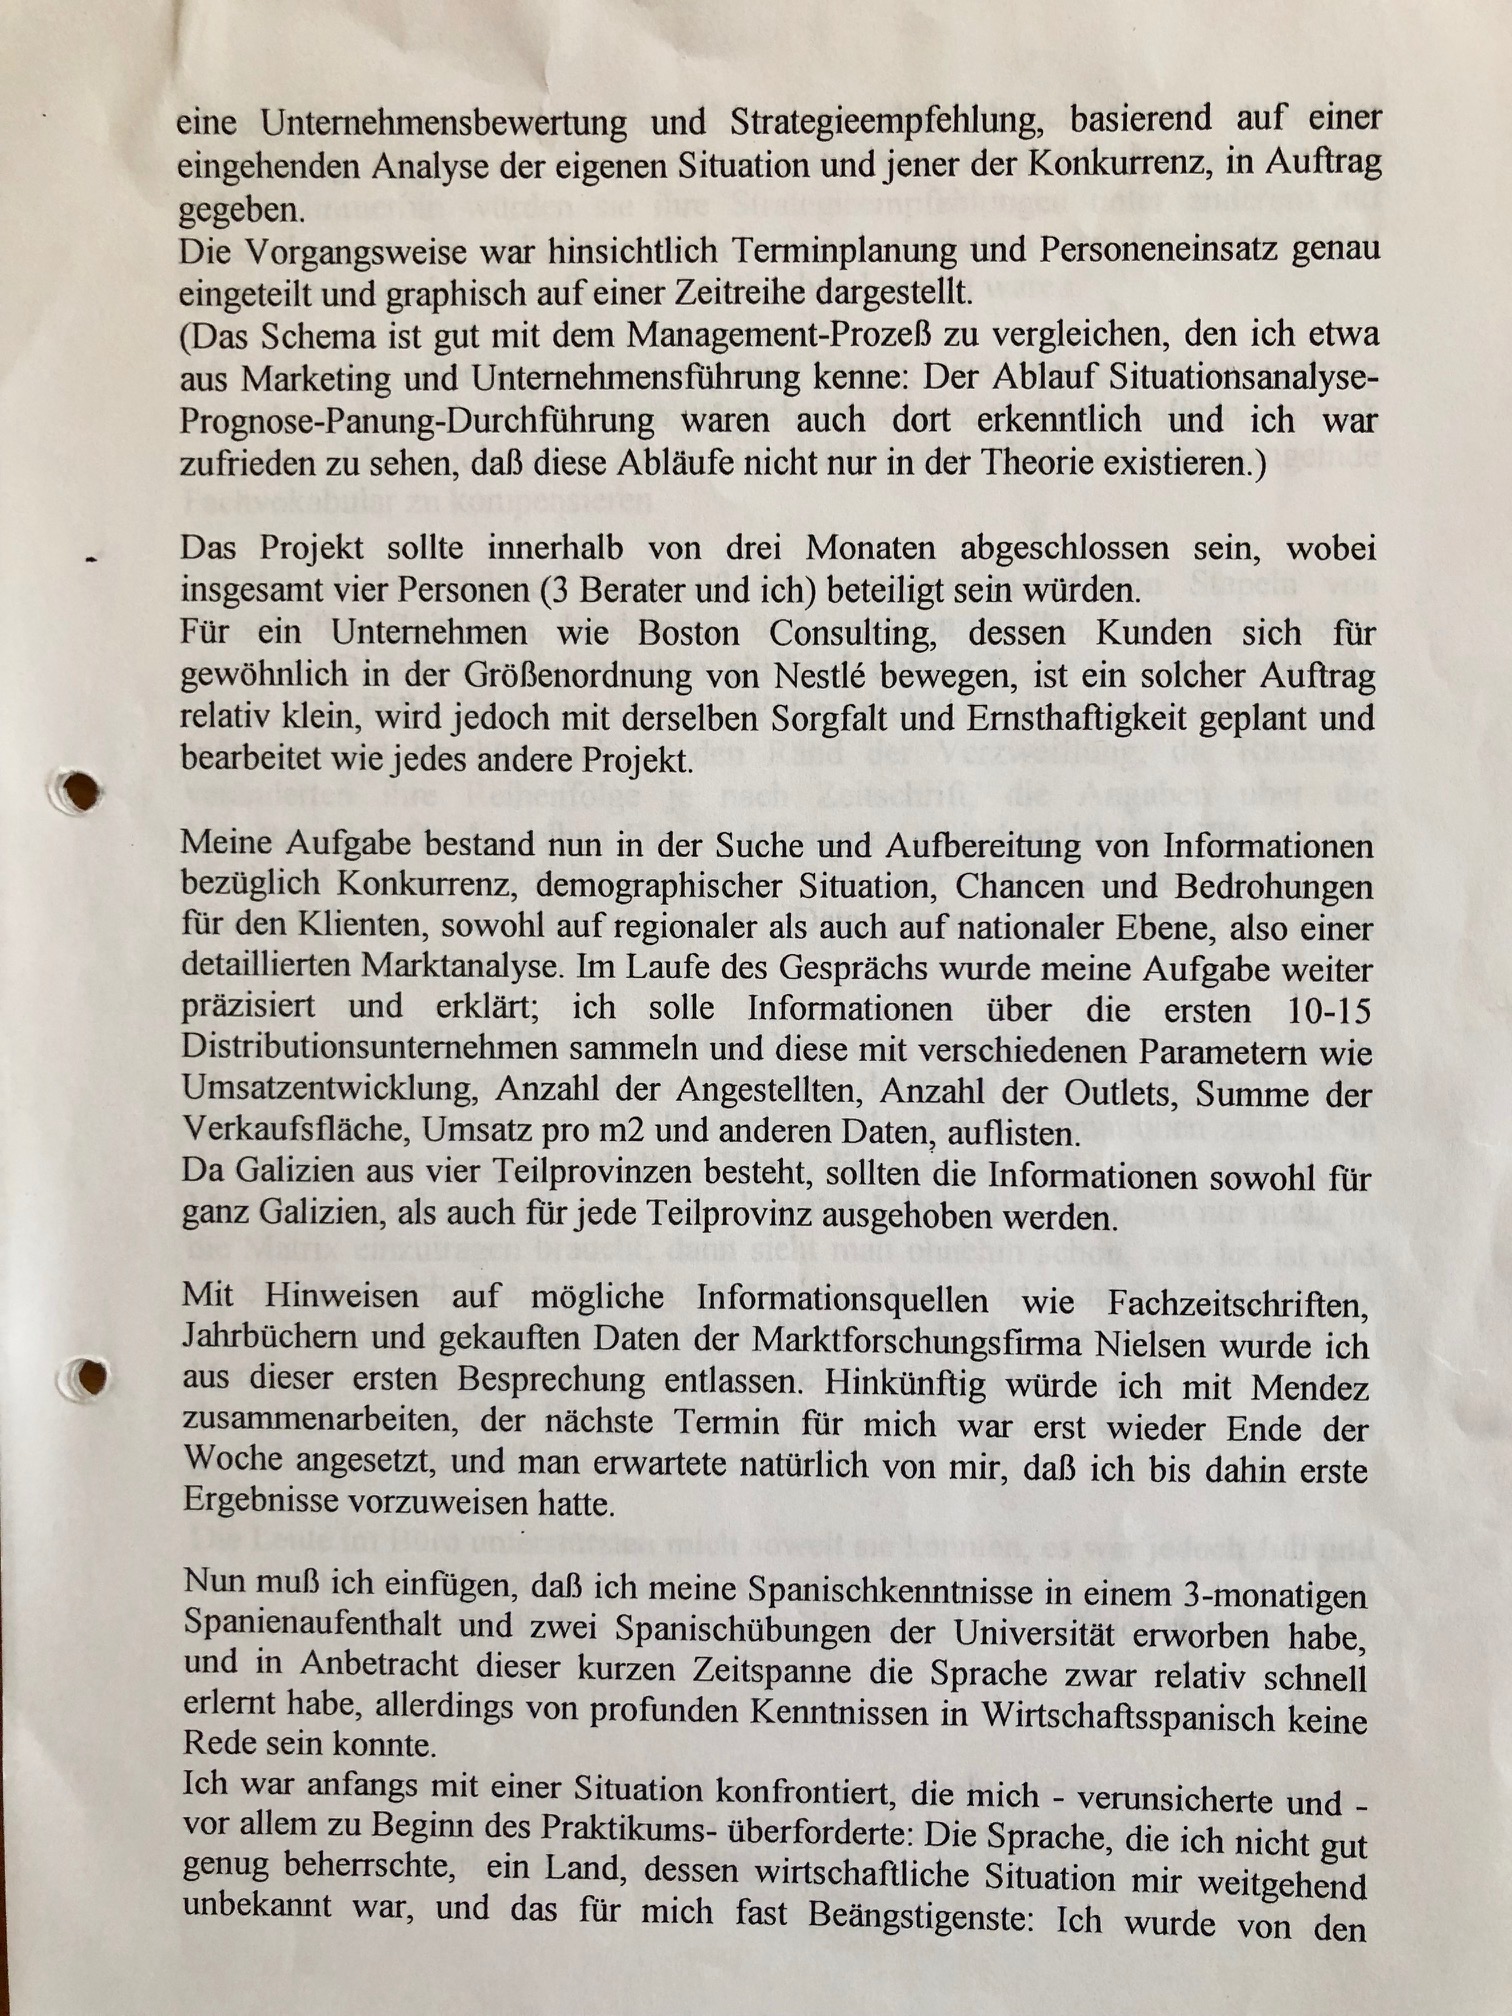 eine Unternehmensbewertung und Strategieempfehlung, basierend auf einer
eingehenden Analyse der eigenen Situation und jener der Konkurrenz, in Auftrag
gegeben.
Die Vorgangsweise war hinsichtlich Terminplanung und Personeneinsatz genau
eingeteilt und graphisch auf einer Zeitreihe dargestellt.
(Das Schema ist gut mit dem Management-Prozeß zu vergleichen, den ich etwa
aus Marketing und Unternehmensführung kenne: Der Ablauf Situationsanalyse-
Prognose-Panung-Durchführung waren auch dort erkenntlich und ich war
zufrieden zu sehen, daß diese Abläufe nicht nur in der Theorie existieren.)
Das Projekt sollte innerhalb von drei Monaten abgeschlossen sein, wobei
insgesamt vier Personen (3 Berater und ich) beteiligt sein würden.
Für ein Unternehmen wie Boston Consulting, dessen Kunden sich für
gewöhnlich in der Größenordnung von Nestlé bewegen, ist ein solcher Auftrag
relativ klein, wird jedoch mit derselben Sorgfalt und Ernsthaftigkeit geplant und
bearbeitet wie jedes andere Projekt.
Meine Aufgabe bestand nun in der Suche und Aufbereitung von Informationen
bezüglich Konkurrenz, demographischer Situation, Chancen und Bedrohungen
für den Klienten, sowohl auf regionaler als auch auf nationaler Ebene, also einer
detaillierten Marktanalyse. Im Laufe des Gesprächs wurde meine Aufgabe weiter
präzisiert und erklärt; ich solle Informationen über die ersten 10-15
Distributionsunternehmen sammeln und diese mit verschiedenen Parametern wie
Umsatzentwicklung, Anzahl der Angestellten, Anzahl der Outlets, Summe der
Verkaufsfläche, Umsatz pro m2 und anderen Daten, auflisten.
Da Galizien aus vier Teilprovinzen besteht, sollten die Informationen sowohl für
ganz Galizien, als auch für jede Teilprovinz ausgehoben werden.
Mit Hinweisen auf mögliche Informationsquellen wie Fachzeitschriften,
Jahrbüchern und gekauften Daten der Marktforschungsfirma Nielsen wurde ich
aus dieser ersten Besprechung entlassen. Hinkünftig würde ich mit Mendez
zusammenarbeiten, der nächste Termin für mich war erst wieder Ende der
Woche angesetzt, und man erwartete natürlich von mir, daß ich bis dahin erste
Ergebnisse vorzuweisen hatte.
Nun muß ich einfügen, daß ich meine Spanischkenntnisse in einem 3-monatigen
Spanienaufenthalt und zwei Spanischübungen der Universität erworben habe,
und in Anbetracht dieser kurzen Zeitspanne die Sprache zwar relativ schnell
erlernt habe, allerdings von profunden Kenntnissen in Wirtschaftsspanisch keine
Rede sein konnte.
Ich war anfangs mit einer Situation konfrontiert, die mich - verunsicherte und -
vor allem zu Beginn des Praktikums- überforderte: Die Sprache, die ich nicht gut
genug beherrschte, ein Land, dessen wirtschaftliche Situation mir weitgehend
unbekannt war, und das für mich fast Beängstigenste: Ich wurde von den